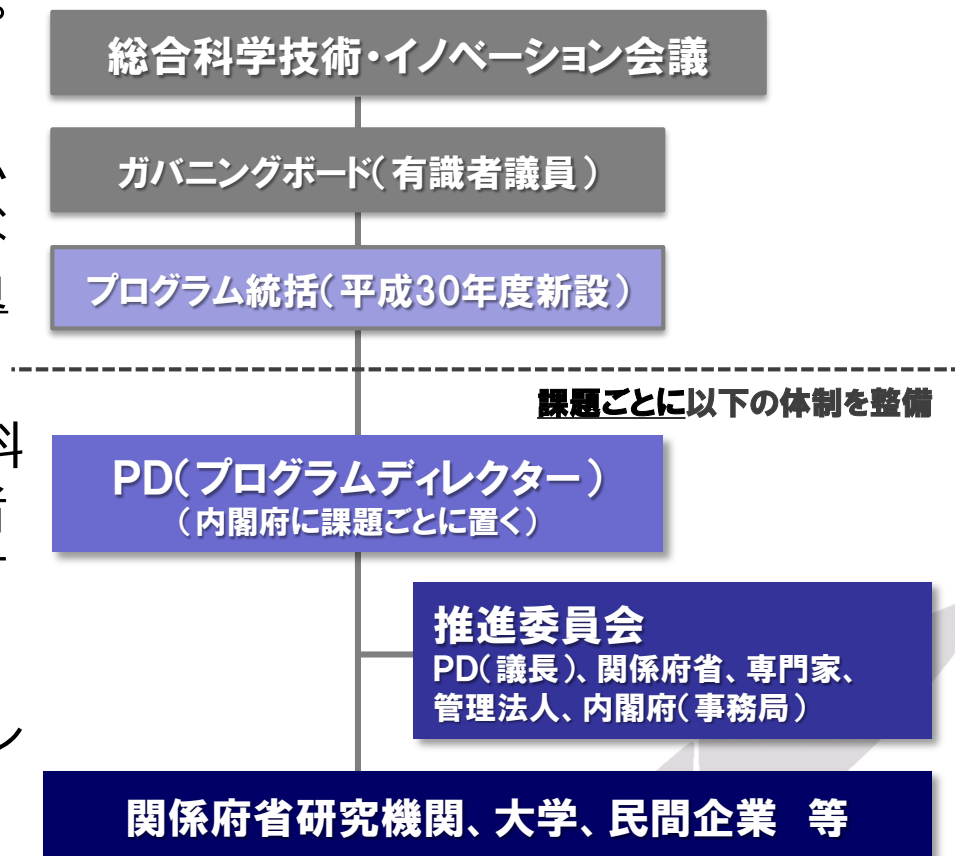 総合科学技術・イノベーション会議
ガバニングボード（有識者議員）
プログラム統括（平成30年度新設）
課題ごとに以下の体制を整備
PD（プログラムディレクター）
（内閣府に課題ごとに置く）
推進委員会
PD（議長）、関係府省、専門家、
管理法人、内閣府（事務局）
関係府省研究機関、大学、民間企業　等